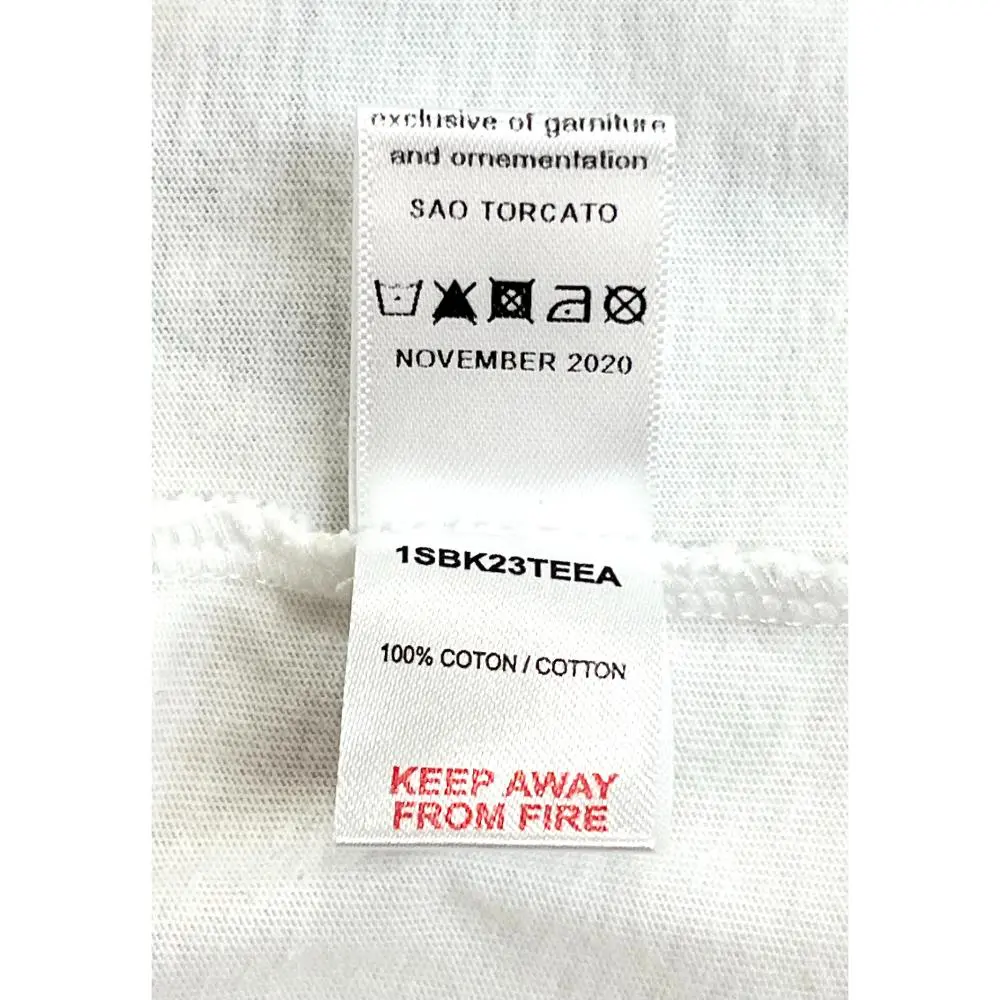 exclusive of garniture
and ornementation
SAO TORCATO
NOVEMBER 2020
1SBK23TEEA
100% COTON / COTTON
KEEP AWAY
FROM FIRE